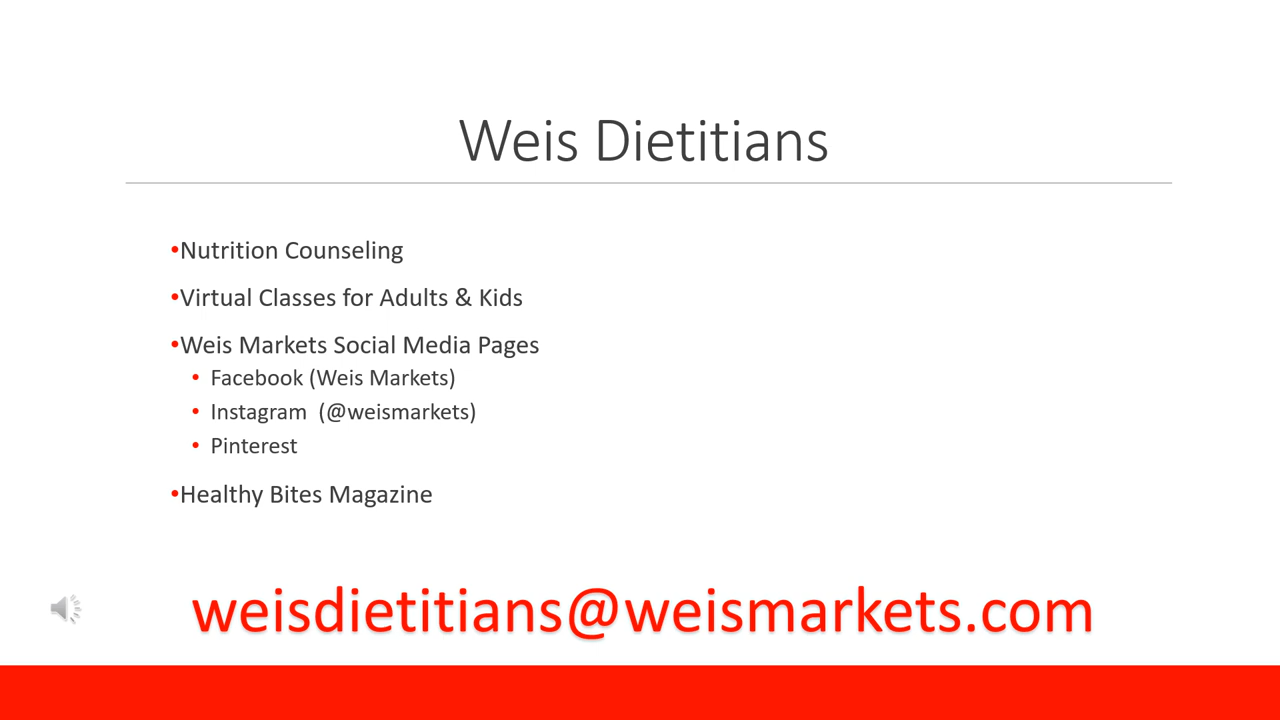 Weis Dietitians
•Nutrition Counseling
•Virtual Classes for Adults & Kids
•Weis Markets Social Media Pages
• Facebook (Weis Markets)
• Instagram  (@weismarkets)
• Pinterest
•Healthy Bites Magazine
weisdietitians@weismarkets.com